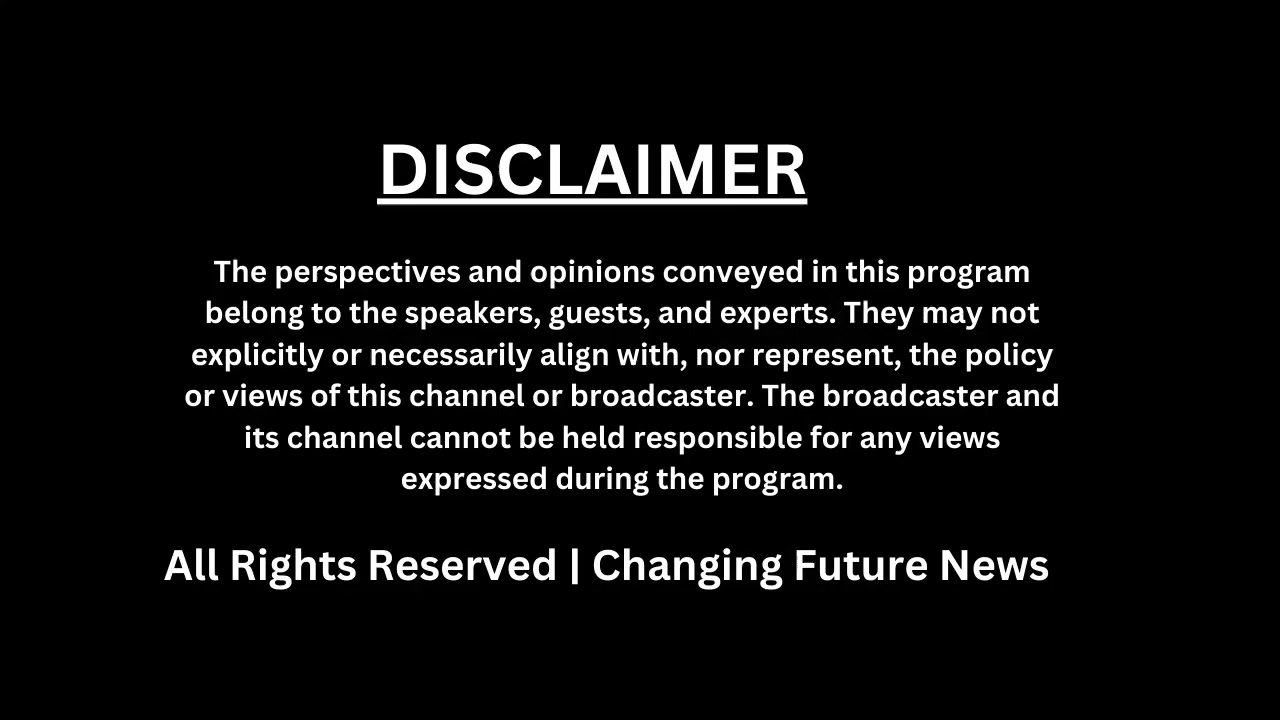 DISCLAIMER
The perspectives and opinions conveyed in this program
belong to the speakers, guests, and experts. They may not
explicitly or necessarily align with, nor represent, the policy
or views of this channel or broadcaster. The broadcaster and
its channel cannot be held responsible for any views
expressed during the program.
All Rights Reserved | Changing Future News